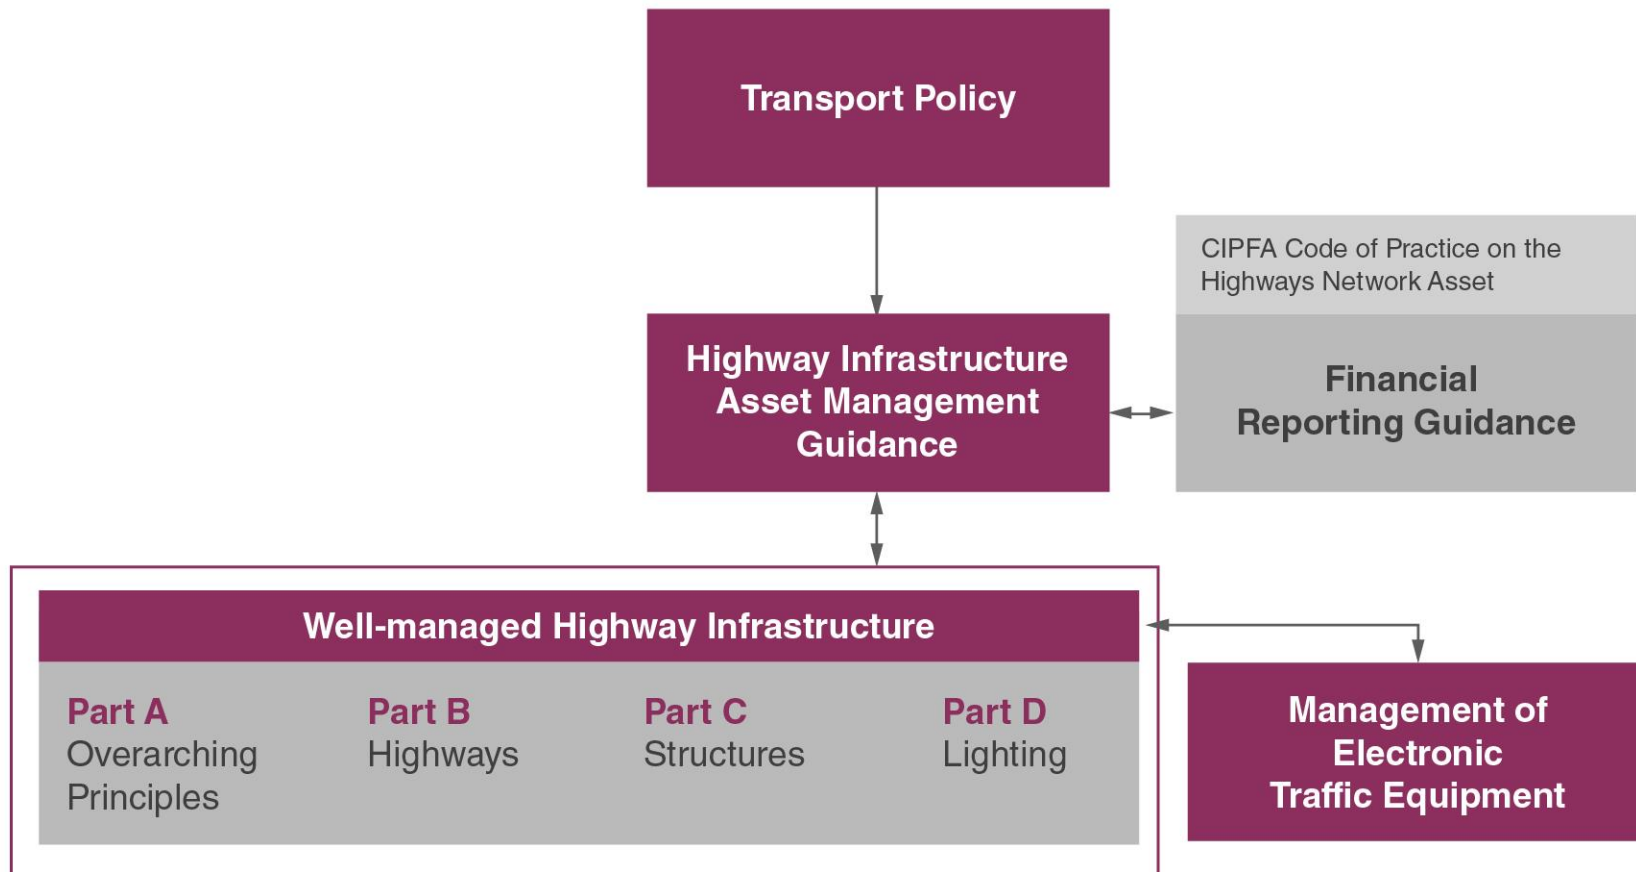 Transport Policy
CIPFA Code of Practice on the
Highways Network Asset
Highway Infrastructure
Asset Management
Guidance
Financial
Reporting Guidance
Well-managed Highway Infrastructure
Part A
Overarching
Principles
Part B
Highways
Part C
Structures
Part D
Lighting
Management of
Electronic
Traffic Equipment